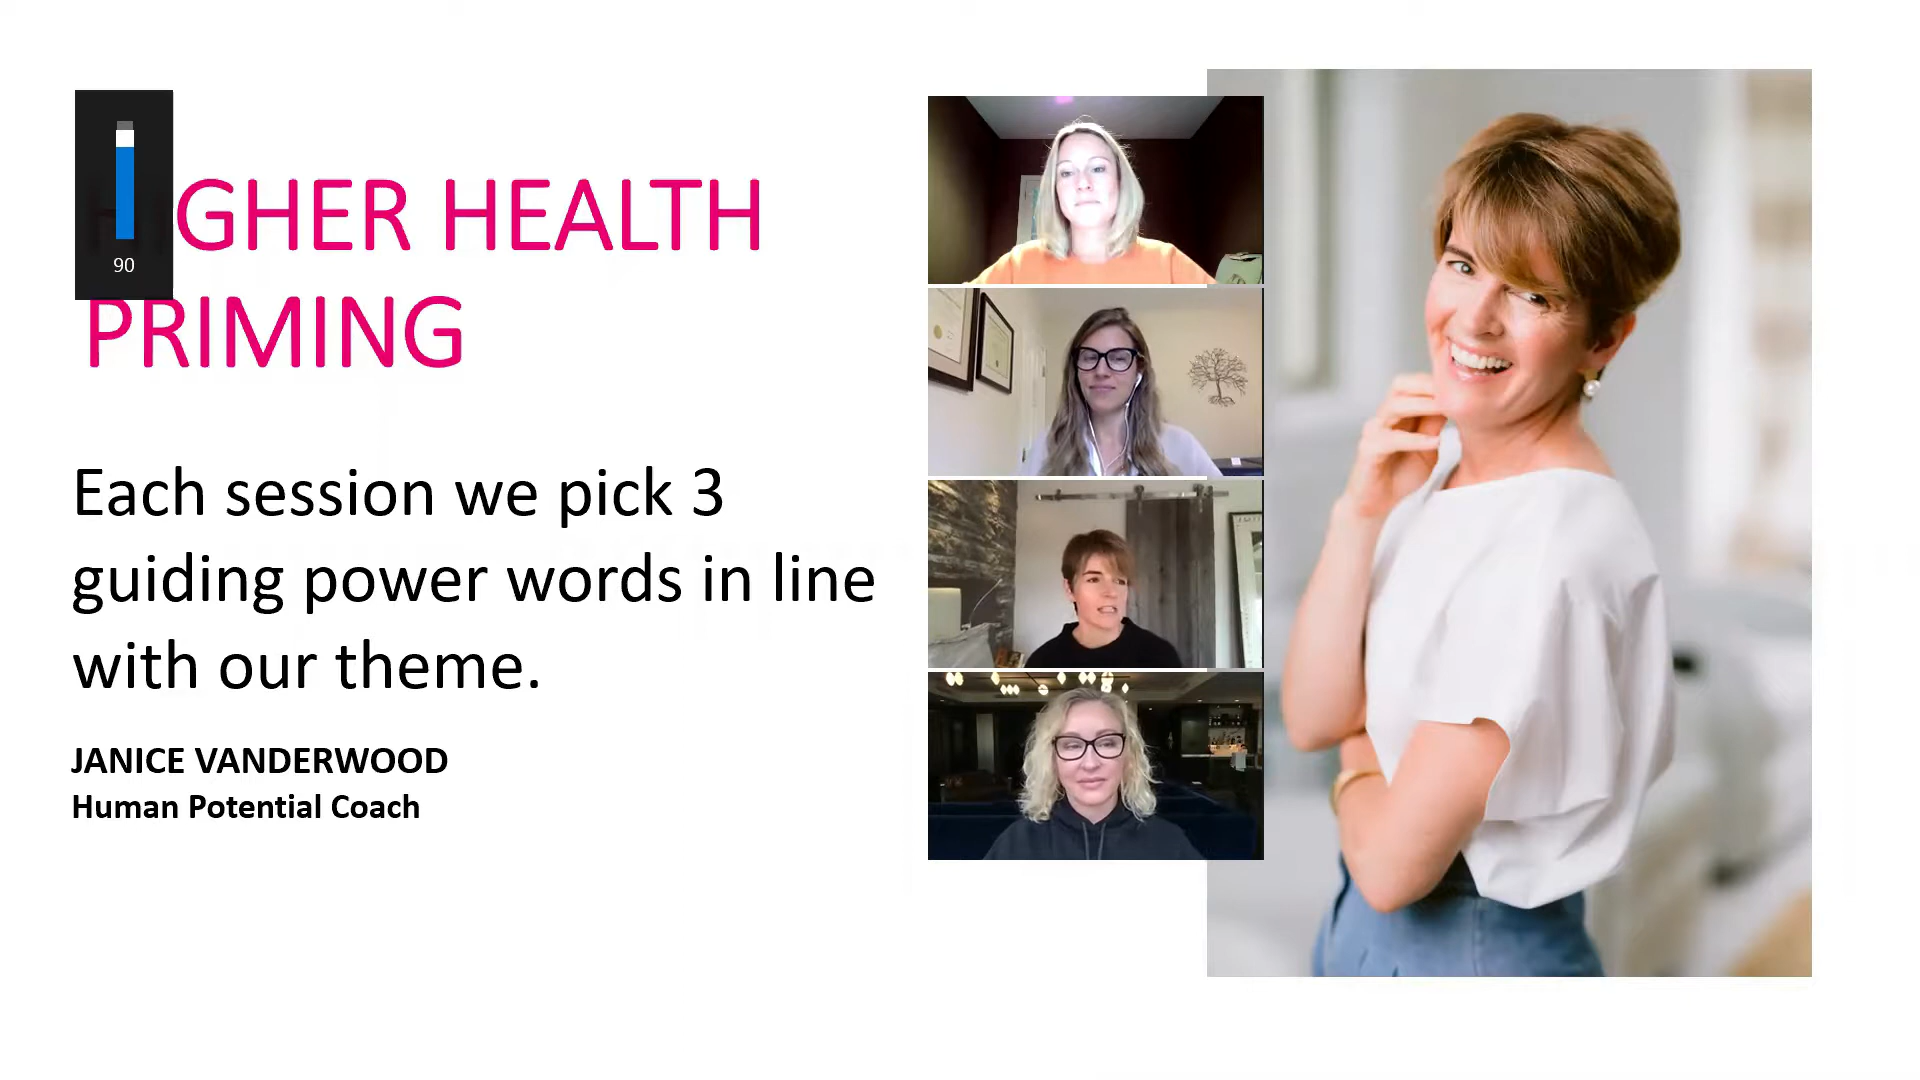 90
HIGHER HEALTH
PRIMING
Each session we pick 3
guiding power words in line
with our theme.
JANICE VANDERWOOD
Human Potential Coach